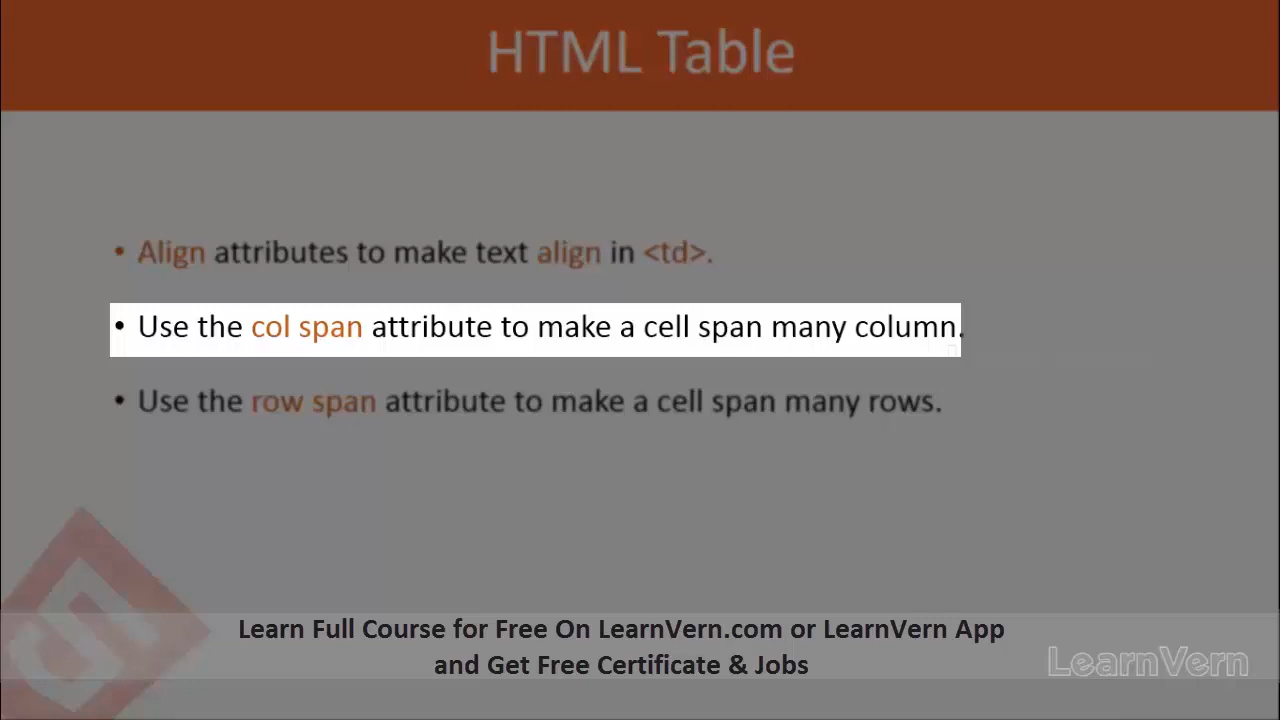 HTML Table
• Align attributes to make text align in <td>.
• Use the col span attribute to make a cell span many column.
• Use the row span attribute to make a cell span many rows.
Learn Full Course for Free On LearnVern.com or LearnVern App
and Get Free Certificate & Jobs
LearnVern